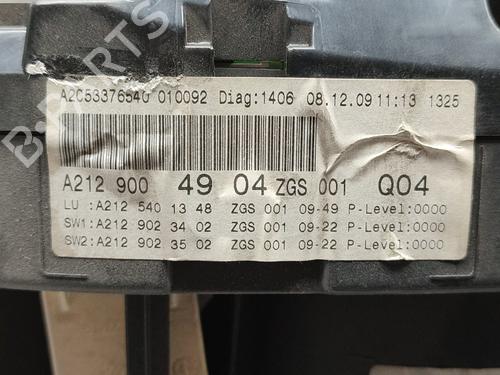 B-PARTS
A2C53376540 010092 Diag:1406 08.12.09 11:13 1325
A212 900 49 04 ZGS 001 Q04
LU :A212 540 13 48 ZGS 001 09-49 P-Level:0000
SW1:A212 902 34 02 ZGS 001 09-22 P-Level:0000
SW2:A212 902 35 02 ZGS 001 09-22 P-Level:0000